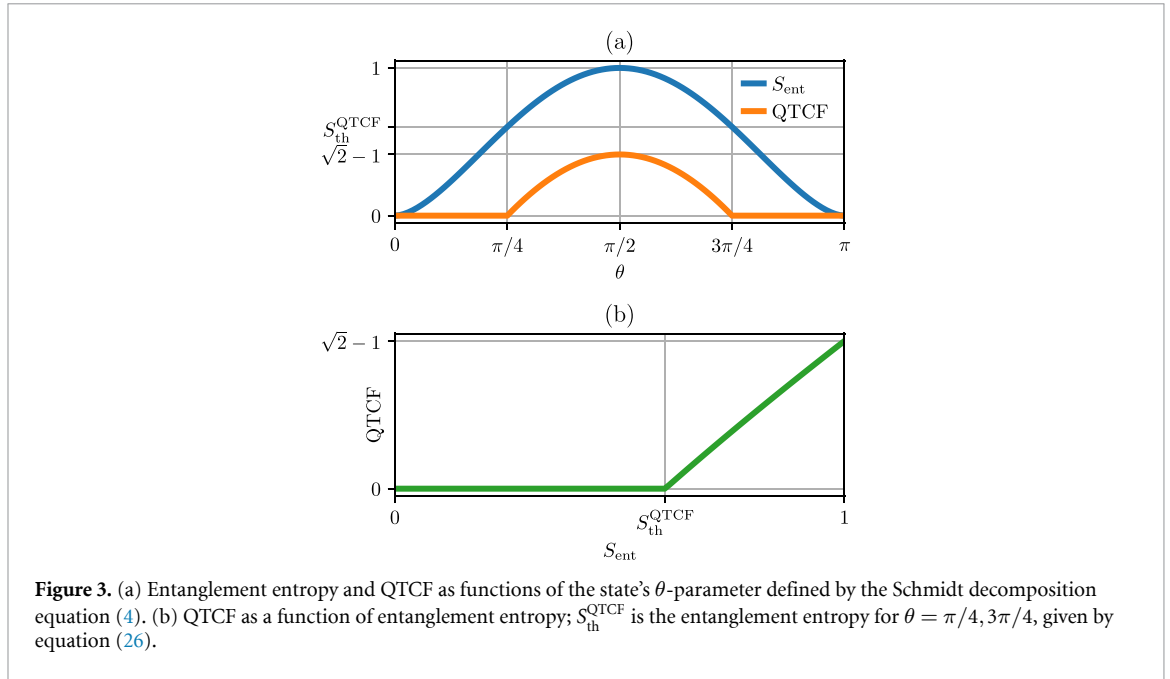 (a)
1
S_th^QTCF
√2 − 1
0
S_ent
QTCF
0 π/4 π/2 3π/4 π
θ
(b)
√2 − 1
QTCF
0
0 S_th^QTCF 1
S_ent
Figure 3. (a) Entanglement entropy and QTCF as functions of the state's θ-parameter defined by the Schmidt decomposition
equation (4). (b) QTCF as a function of entanglement entropy; S_th^QTCF is the entanglement entropy for θ = π/4, 3π/4, given by
equation (26).